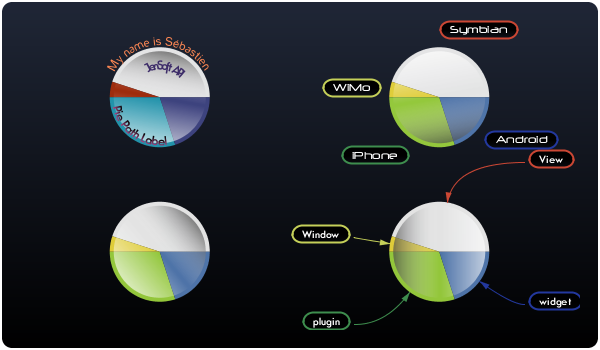 My name is Sébastien
JenSoft API
Pie Path Label
Symbian
WiMo
Android
iPhone
View
Window
widget
plugin